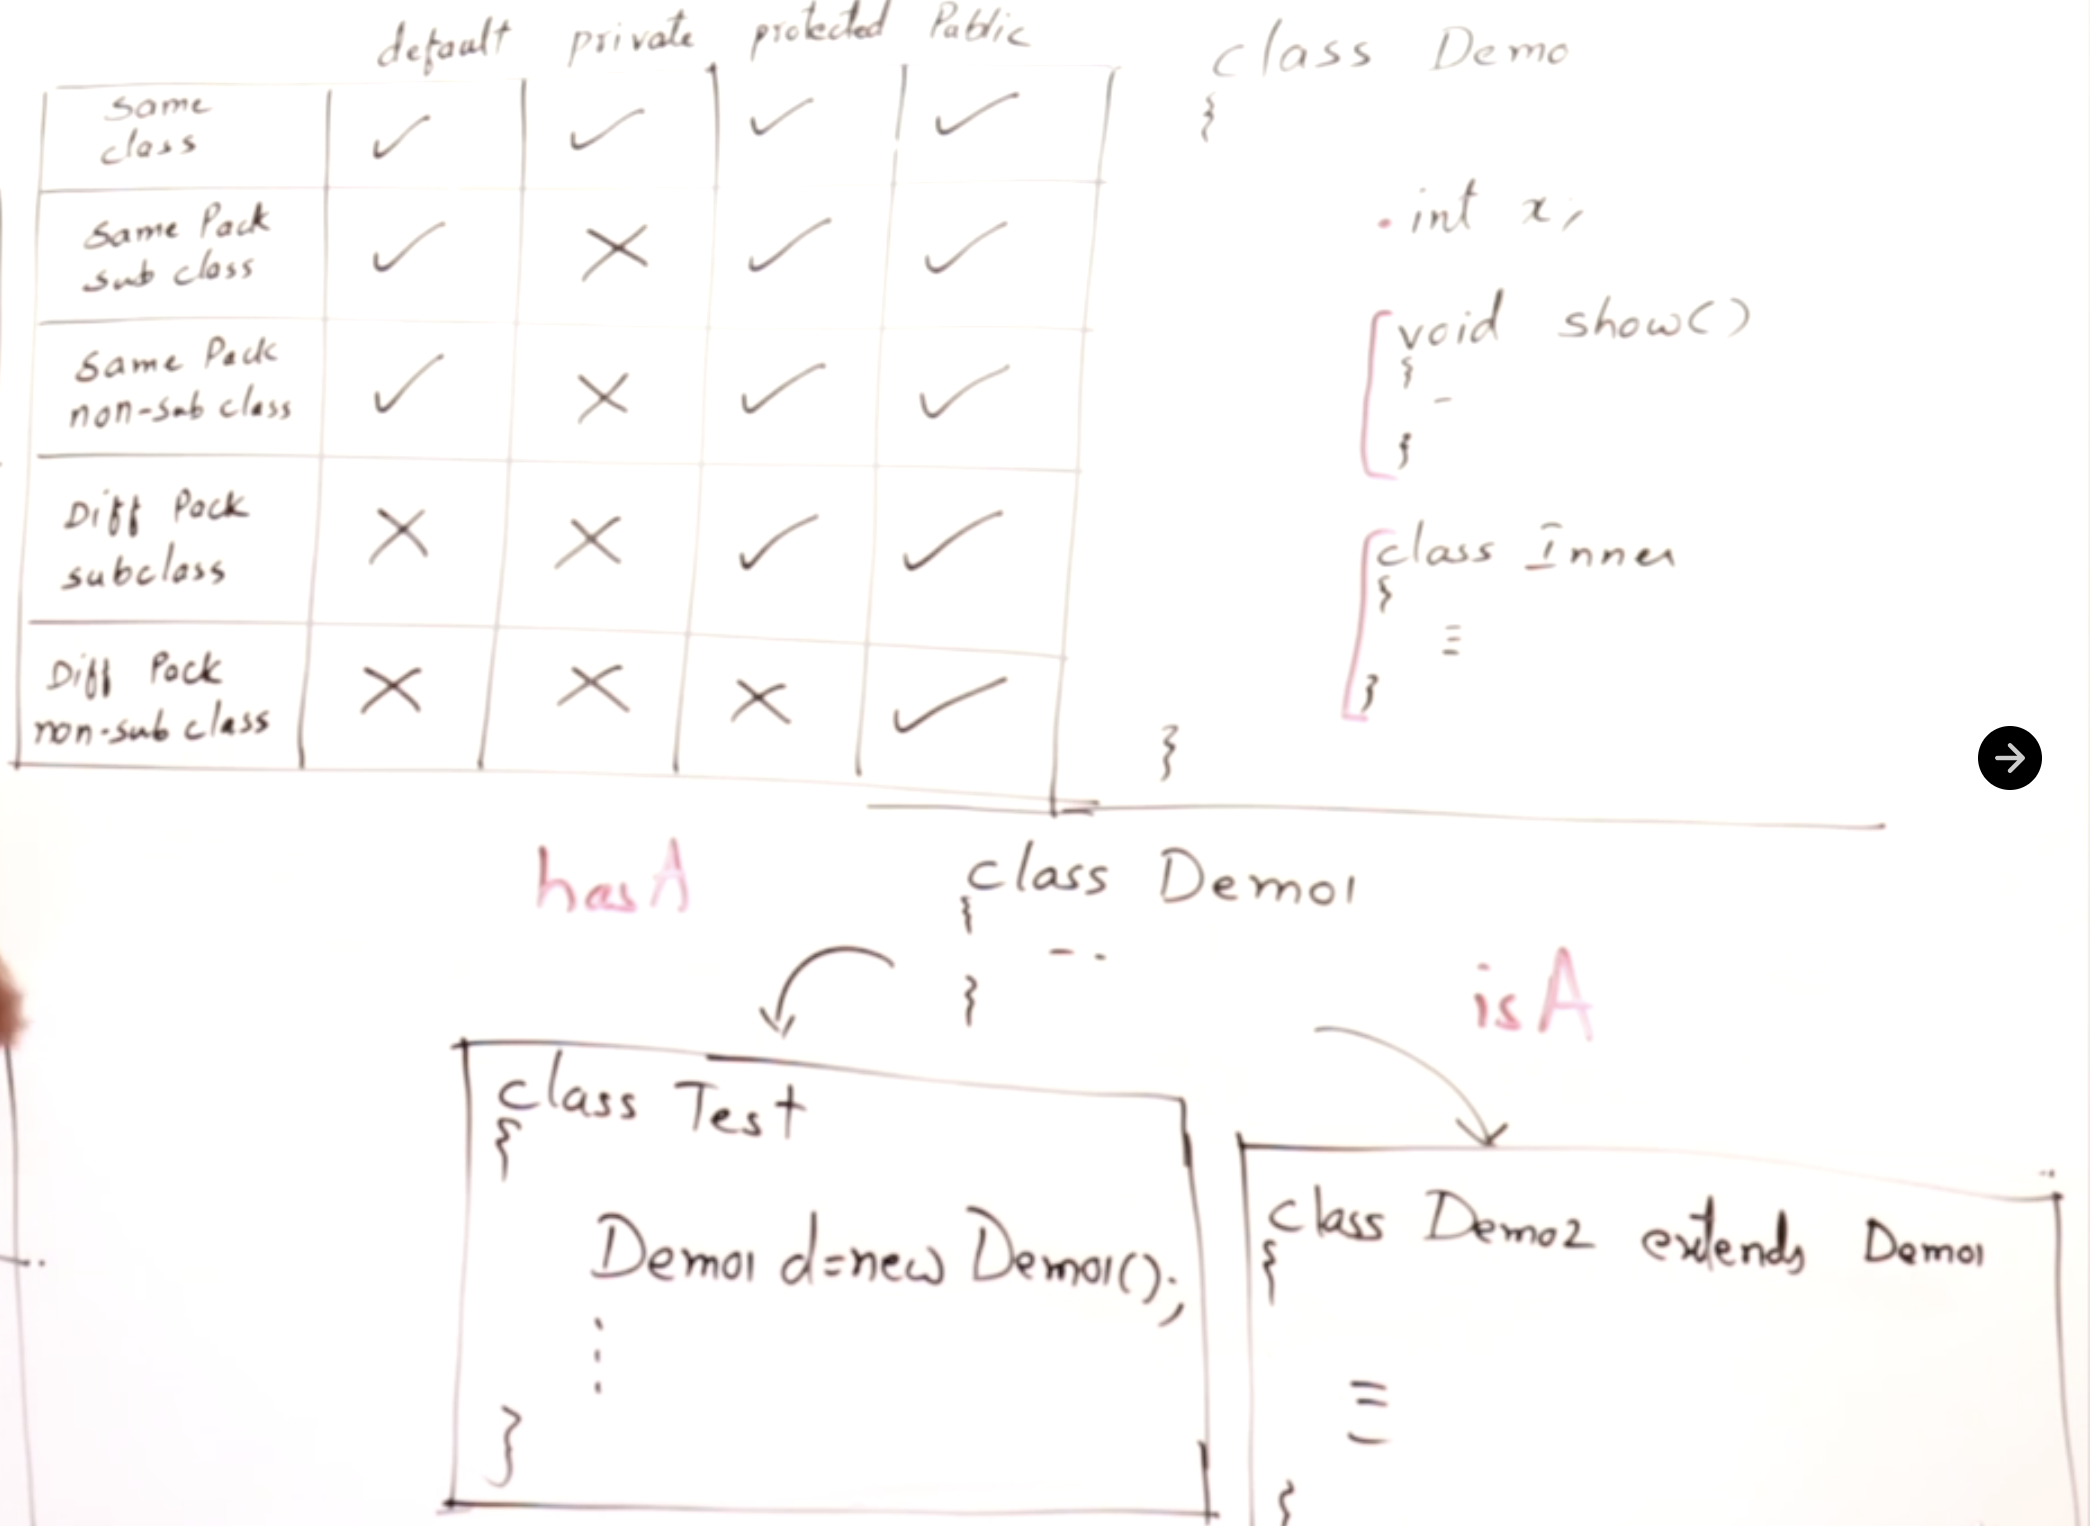 default private protected Public
Same class ✓ ✓ ✓ ✓
Same Pack sub class ✓ ✗ ✓ ✓
Same Pack non-sub class ✓ ✗ ✓ ✓
Diff Pack subclass ✗ ✗ ✓ ✓
Diff Pack non-sub class ✗ ✗ ✗ ✓
class Demo
{
int x;
void show()
{
-
}
class Inner
{
}
}
hasA
class Demo1
{
-- 
}
isA
class Test
{
Demo1 d=new Demo1();
}
class Demo2 extends Demo1
{
}